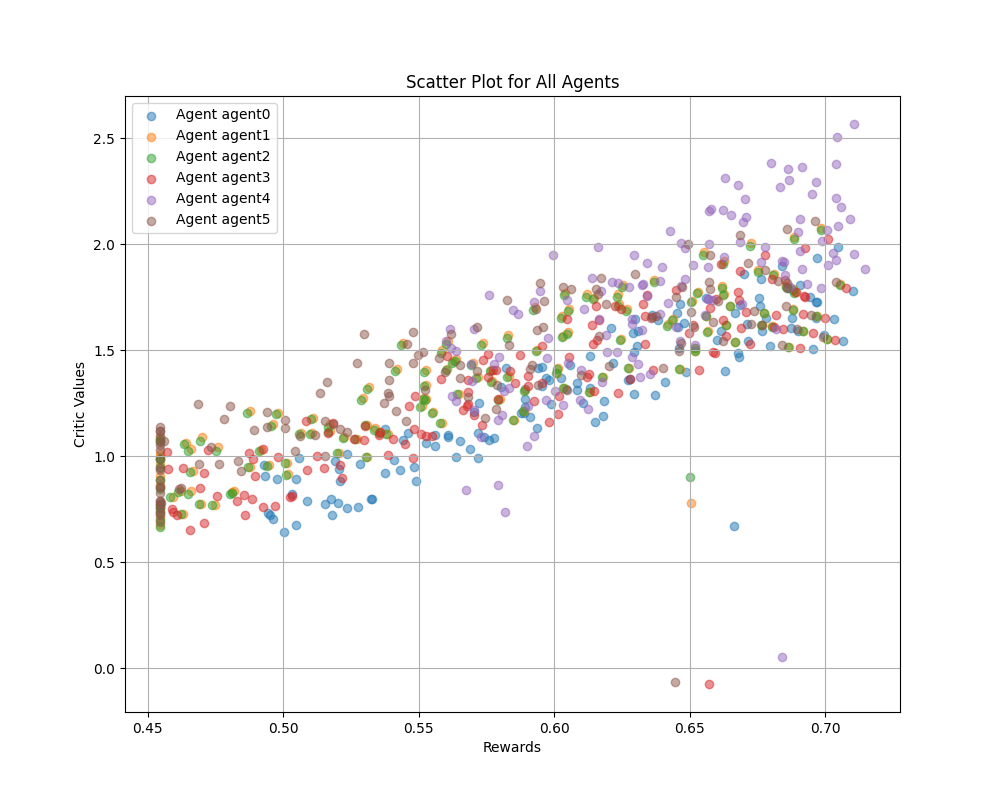 Scatter Plot for All Agents
Agent agent0
Agent agent1
Agent agent2
Agent agent3
Agent agent4
Agent agent5
2.5
2.0
1.5
1.0
0.5
0.0
Critic Values
0.45
0.50
0.55
0.60
0.65
0.70
Rewards